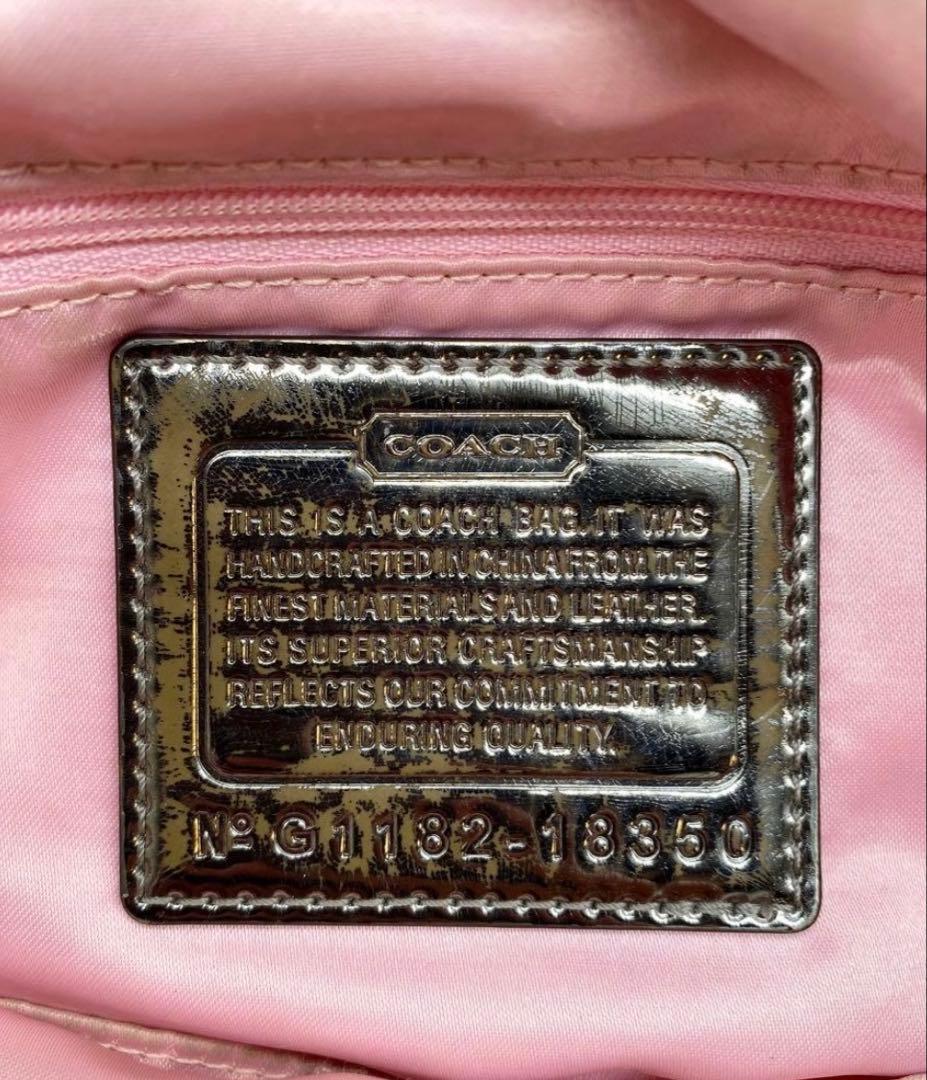 COACH
THIS IS A COACH BAG. IT WAS
HANDCRAFTED IN CHINA FROM THE
FINEST MATERIALS AND LEATHER.
ITS SUPERIOR CRAFTSMANSHIP
REFLECTS OUR COMMITMENT TO
ENDURING QUALITY.
Nº G1182-18350